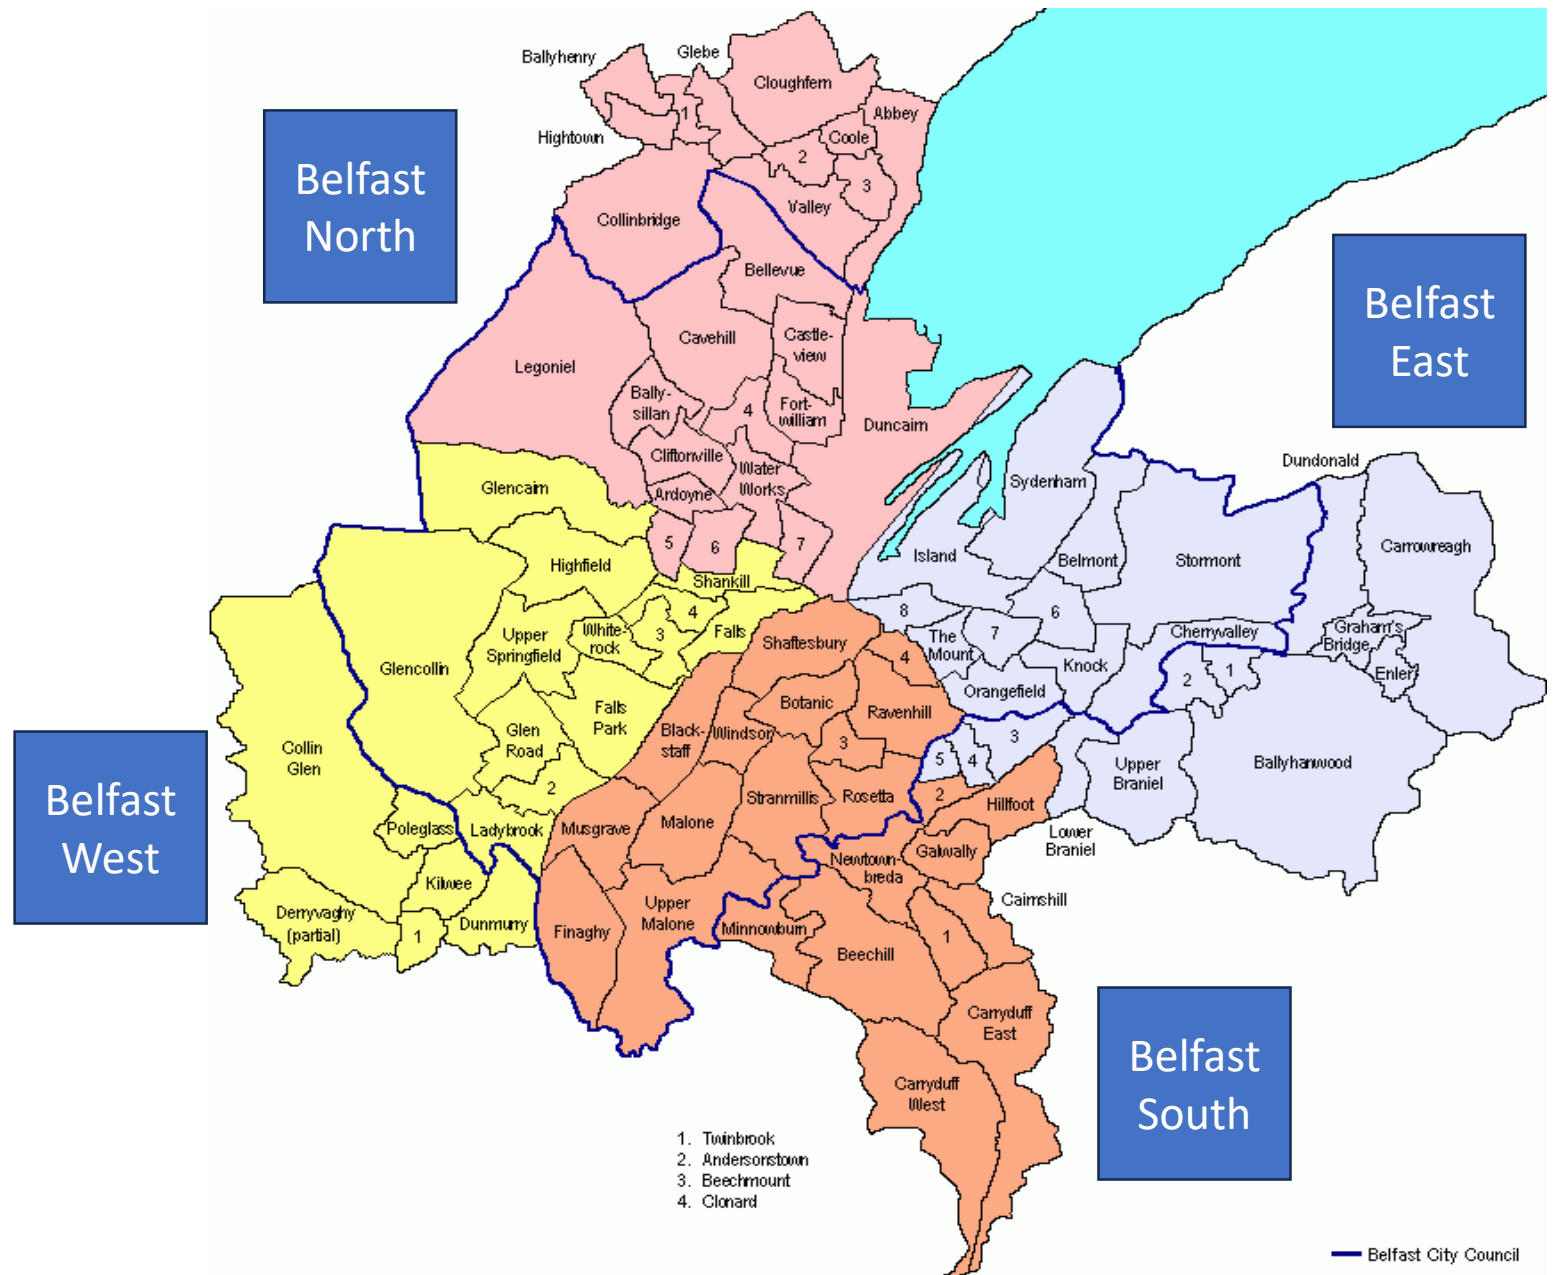 Ballyhenry
Glebe
Cloughfern
Abbey
1
Coole
Hightown
2
3
Belfast
North
Valley
Collinbridge
Bellevue
Belfast
East
Cavehill
Castle-
view
Legoniel
Bally-
sillan
4
Fort-
william
Duncairn
Cliftonville
Water
Works
Dundonald
Glencairn
Sydenham
Ardoyne
5
6
7
Carrowreagh
Island
Belmont
Stormont
Highfield
Shankill
8
6
4
White-
rock
3
Falls
Upper
Springfield
Shaftesbury
The
Mount
7
Cherryvalley
Graham's
Bridge
4
Knock
Glencollin
1
2
Enler
Orangefield
Botanic
Ravenhill
Falls
Park
Glen
Road
Black-
staff
Windsor
3
3
5
4
Collin
Glen
Upper
Braniel
Ballyhanwood
2
Stranmillis
Rosetta
2
Hillfoot
Belfast
West
Poleglass
Ladybrook
Musgrave
Malone
Lower
Braniel
Galwally
Newtown-
breda
Kilwee
Cairnshill
Derryvaghy
(partial)
1
Dunmurry
Finaghy
Upper
Malone
Minnowburn
1
Beechill
Carryduff
East
Belfast
South
Carryduff
West
1. Twinbrook
2. Andersonstown
3. Beechmount
4. Clonard
Belfast City Council